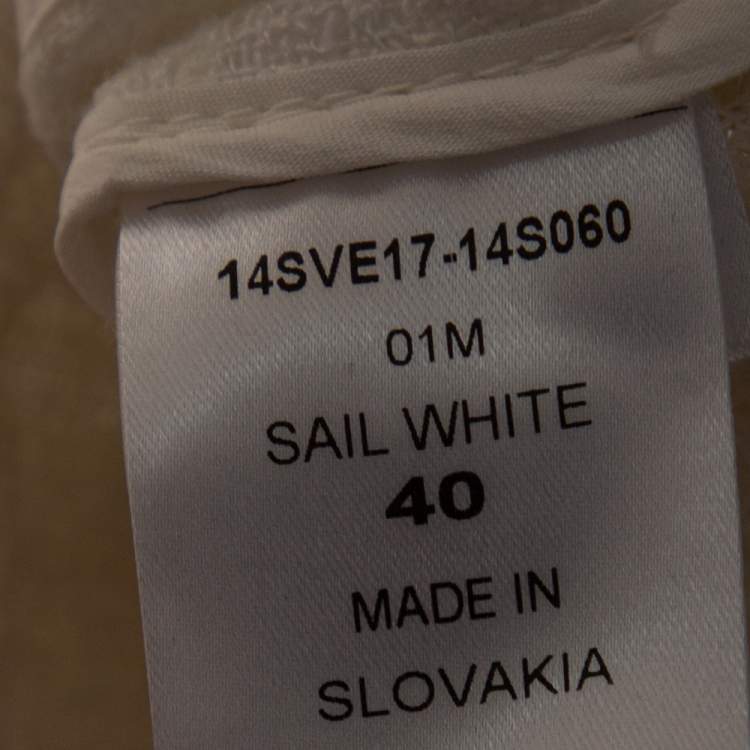 14SVE17-14S060
01M
SAIL WHITE
40
MADE IN
SLOVAKIA